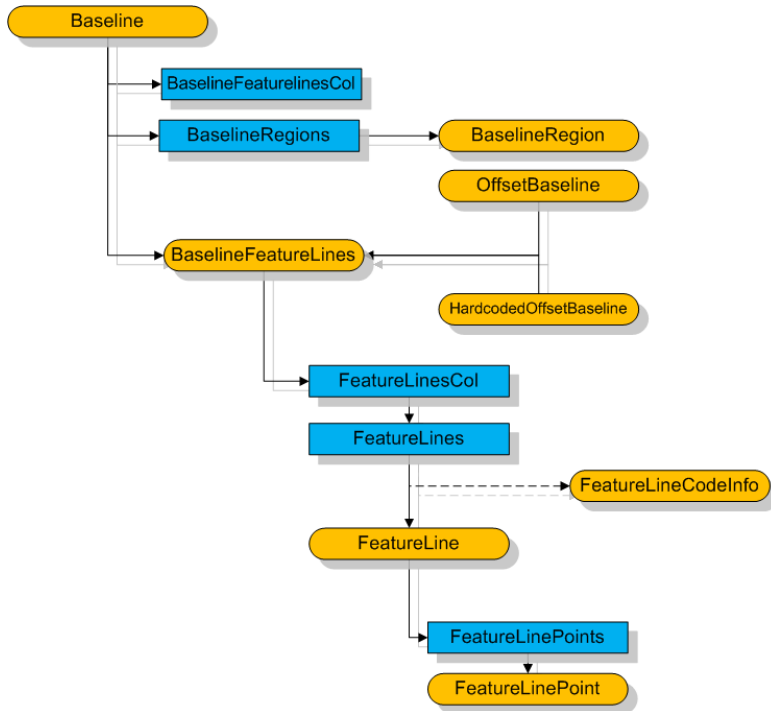 Baseline
BaselineFeaturelinesCol
BaselineRegions
BaselineRegion
OffsetBaseline
BaselineFeatureLines
HardcodedOffsetBaseline
FeatureLinesCol
FeatureLines
FeatureLineCodeInfo
FeatureLine
FeatureLinePoints
FeatureLinePoint